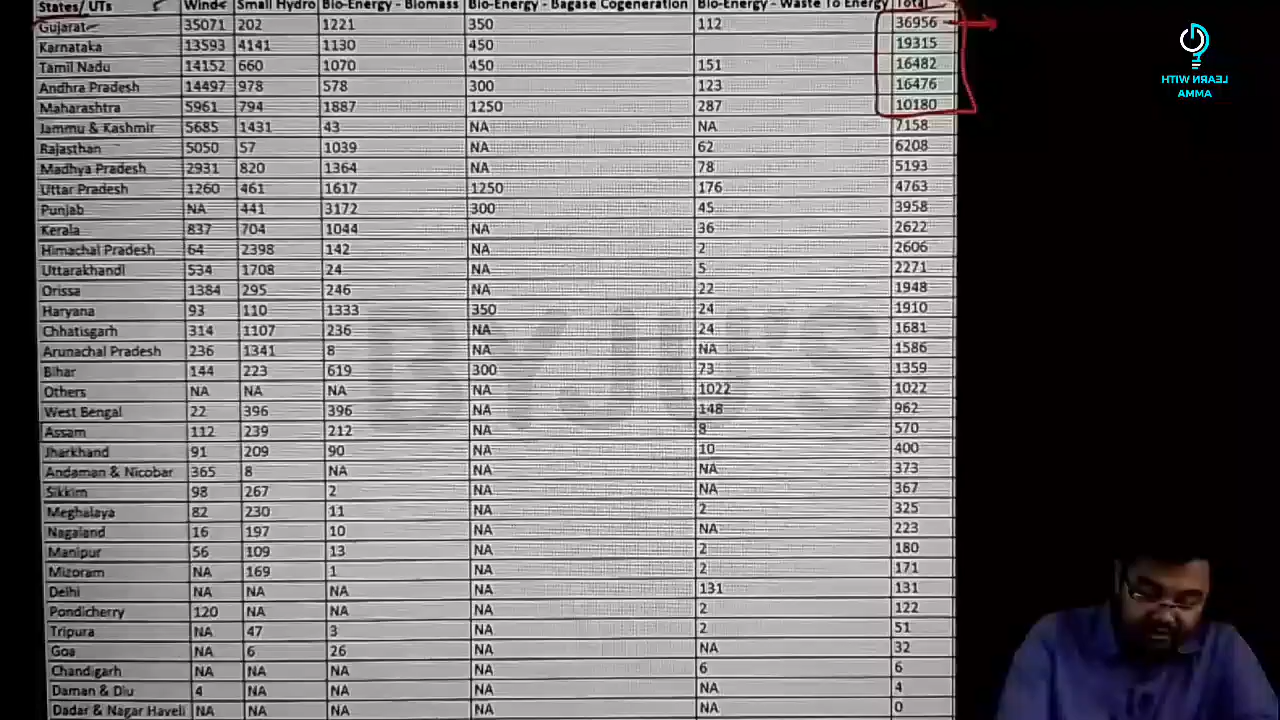 States/ UTs Winds Small Hydro Bio-Energy - Biomass Bio-Energy - Bagase Cogeneration Bio-Energy - Waste To Energy Total
Gujarat 35071 202 1221 350 112 36956
Karnataka 13593 4141 1130 450 19315
Tamil Nadu 14152 660 1070 450 151 16482
Andhra Pradesh 14497 978 578 300 123 16476
Maharashtra 5961 794 1887 1250 287 10180
Jammu & Kashmir 5685 1431 43 NA NA 7158
Rajasthan 5050 57 1039 NA 62 6208
Madhya Pradesh 2931 820 1364 NA 78 5193
Uttar Pradesh 1260 461 1617 1250 176 4763
Punjab NA 441 3172 300 45 3958
Kerala 837 704 1044 NA 36 2622
Himachal Pradesh 64 2398 142 NA 2 2606
Uttarakhandl 534 1708 24 NA 5 2271
Orissa 1384 295 246 NA 22 1948
Haryana 93 110 1333 350 24 1910
Chhatisgarh 314 1107 236 NA 24 1681
Arunachal Pradesh 236 1341 8 NA NA 1586
Bihar 144 223 619 300 73 1359
Others NA NA NA NA 1022 1022
West Bengal 22 396 396 NA 148 962
Assam 112 239 212 NA 8 570
Jharkhand 91 209 90 NA 10 400
Andaman & Nicobar 365 8 NA NA NA 373
Sikkim 98 267 2 NA NA 367
Meghalaya 82 230 11 NA 2 325
Nagaland 16 197 10 NA NA 223
Manipur 56 109 13 NA 2 180
Mizoram NA 169 1 NA 2 171
Delhi NA NA NA NA 131 131
Pondicherry 120 NA NA NA 2 122
Tripura NA 47 3 NA 2 51
Goa NA 6 26 NA NA 32
Chandigarh NA NA NA NA 6 6
Daman & Diu 4 NA NA NA NA 4
Dadar & Nagar Haveli NA NA NA NA NA 0
BYJU'S
LEARN WITH
AMMA